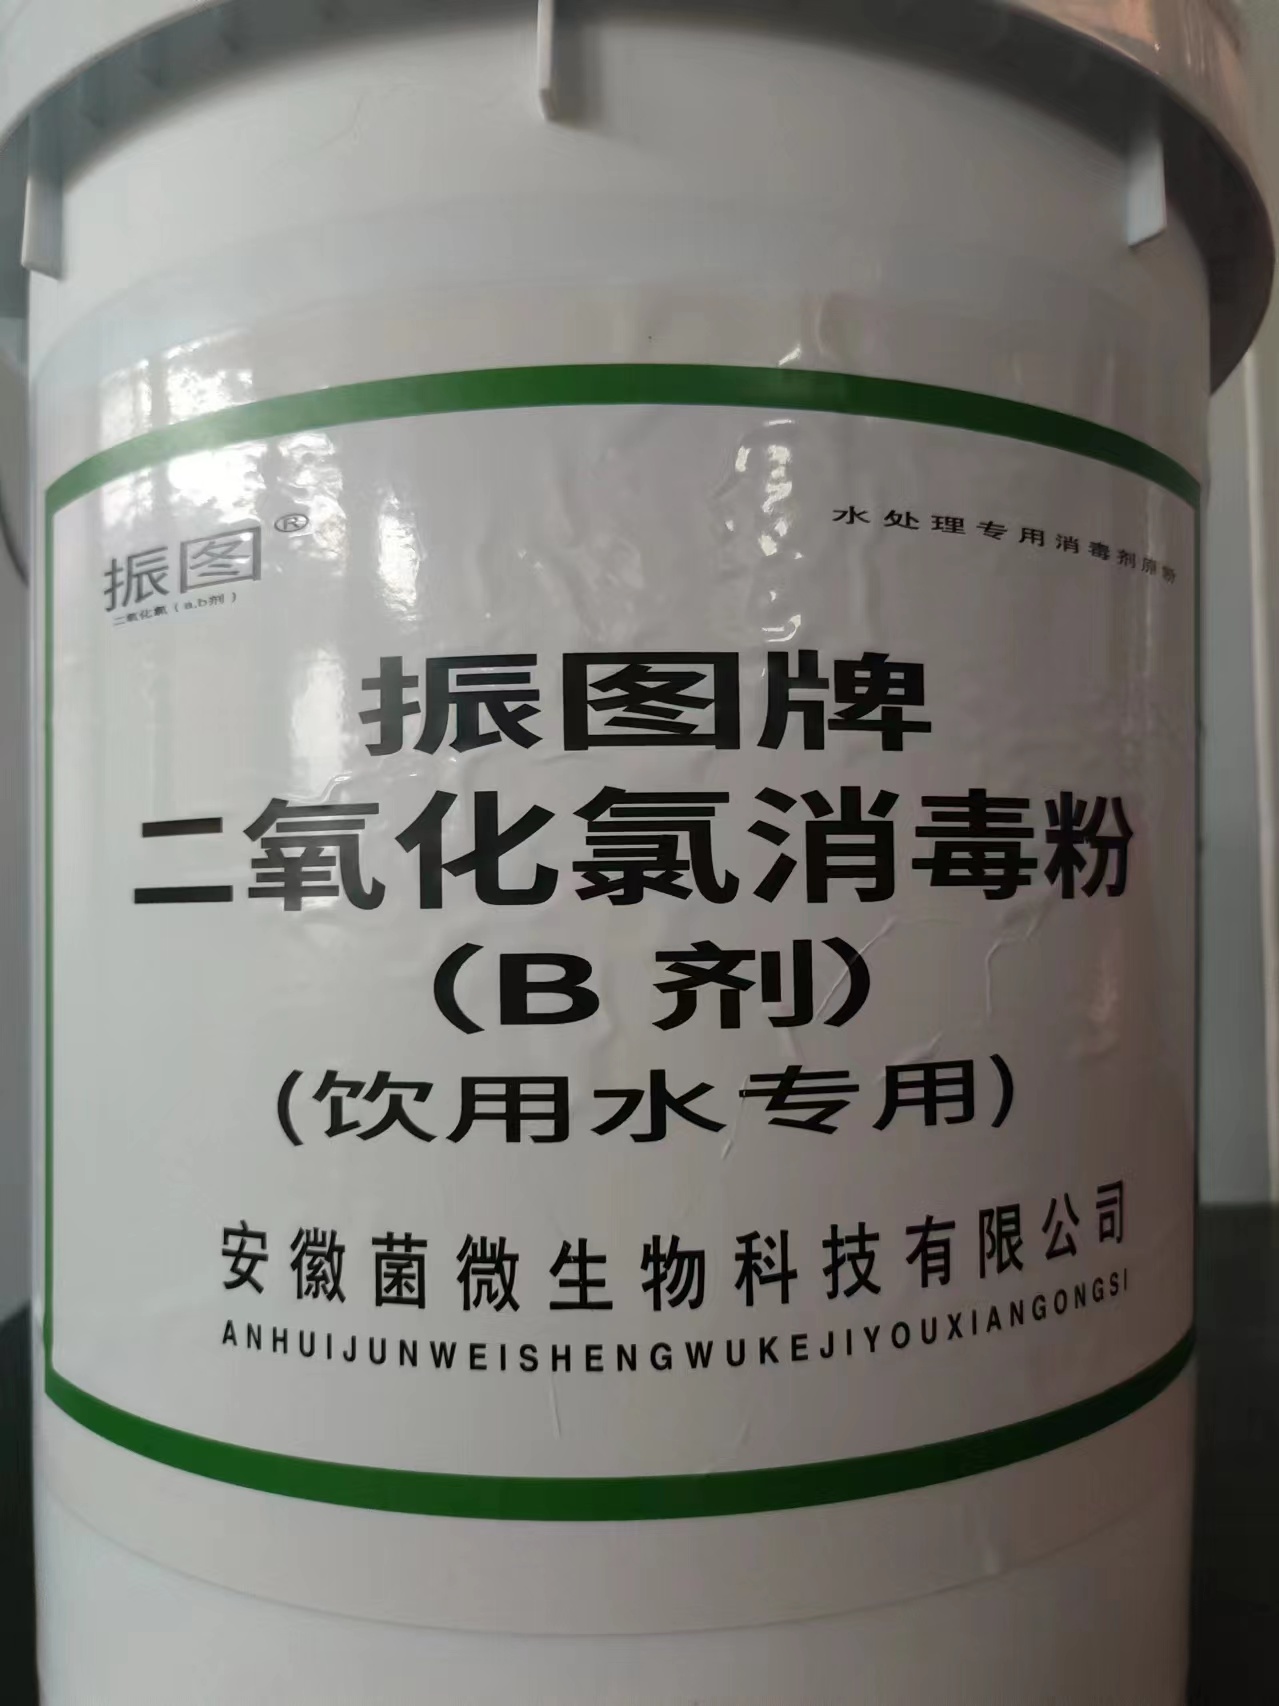 振图®
二氧化氯（a.b剂）
水处理专用消毒剂原粉
振图牌
二氧化氯消毒粉
（B 剂）
（饮用水专用）
安徽菌微生物科技有限公司
ANHUIJUNWEISHENGWUKEJIYOUXIANGONGSI